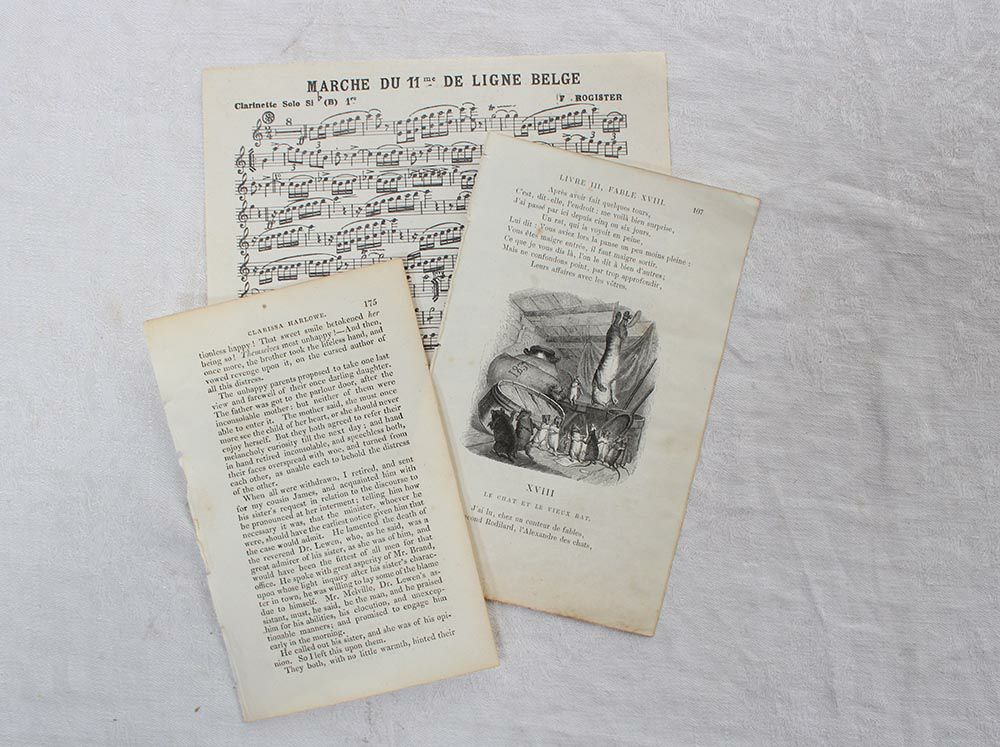 MARCHE DU 11me DE LIGNE BELGE
Clarinette Solo Si♭ (B) 1re
F. ROGISTER
8
3
3 3
LIVRE III, FABLE XVIII.
107
Après avoir fait quelques tours,
C'est, dit-elle, l'endroit : me voilà bien surprise,
J'ai passé par ici depuis cinq ou six jours.
Un rat, qui la voyoit en peine,
Lui dit : Vous aviez lors la panse un peu moins pleine :
Vous êtes maigre entrée, il faut maigre sortir.
Ce que je vous dis là, l'on le dit à bien d'autres;
Mais ne confondons point, par trop approfondir,
Leurs affaires avec les vôtres.
XVIII
LE CHAT ET LE VIEUX RAT.
J'ai lu, chez un conteur de fables,
second Rodilard, l'Alexandre des chats,
CLARISSA HARLOWE.
175
tionless happy! That sweet smile betokened her
being so! Themselves most unhappy!—And then,
once more, the brother took the lifeless hand, and
vowed revenge upon it, on the cursed author of
all this distress.
The unhappy parents proposed to take one last
view and farewell of their once darling daughter.
The father was got to the parlour door, after the
inconsolable mother: but neither of them were
able to enter it. The mother said, she must once
more see the child of her heart, or she should never
enjoy herself. But they both agreed to refer their
melancholy curiosity till the next day; and hand
in hand retired inconsolable, and speechless both,
their faces overspread with woe, and turned from
each other, as unable each to behold the distress
of the other.
When all were withdrawn, I retired, and sent
for my cousin James, and acquainted him with
his sister's request in relation to the discourse to
be pronounced at her interment; telling him how
necessary it was, that the minister, whoever he
were, should have the earliest notice given him that
the case would admit. He lamented the death of
the reverend Dr. Lewen, who, as he said, was a
great admirer of his sister, as she was of him, and
would have been the fittest of all men for that
office. He spoke with great asperity of Mr. Brand,
upon whose light inquiry after his sister's charac-
ter in town, he was willing to lay some of the blame
due to himself. Mr. Melville, Dr. Lewen's as-
sistant, must, he said, be the man, and he praised
him for his abilities, his elocution, and unexcep-
tionable manners; and promised to engage him
early in the morning.
He called out his sister, and she was of his opi-
nion. So I left this upon them.
They both, with no little warmth, hinted their